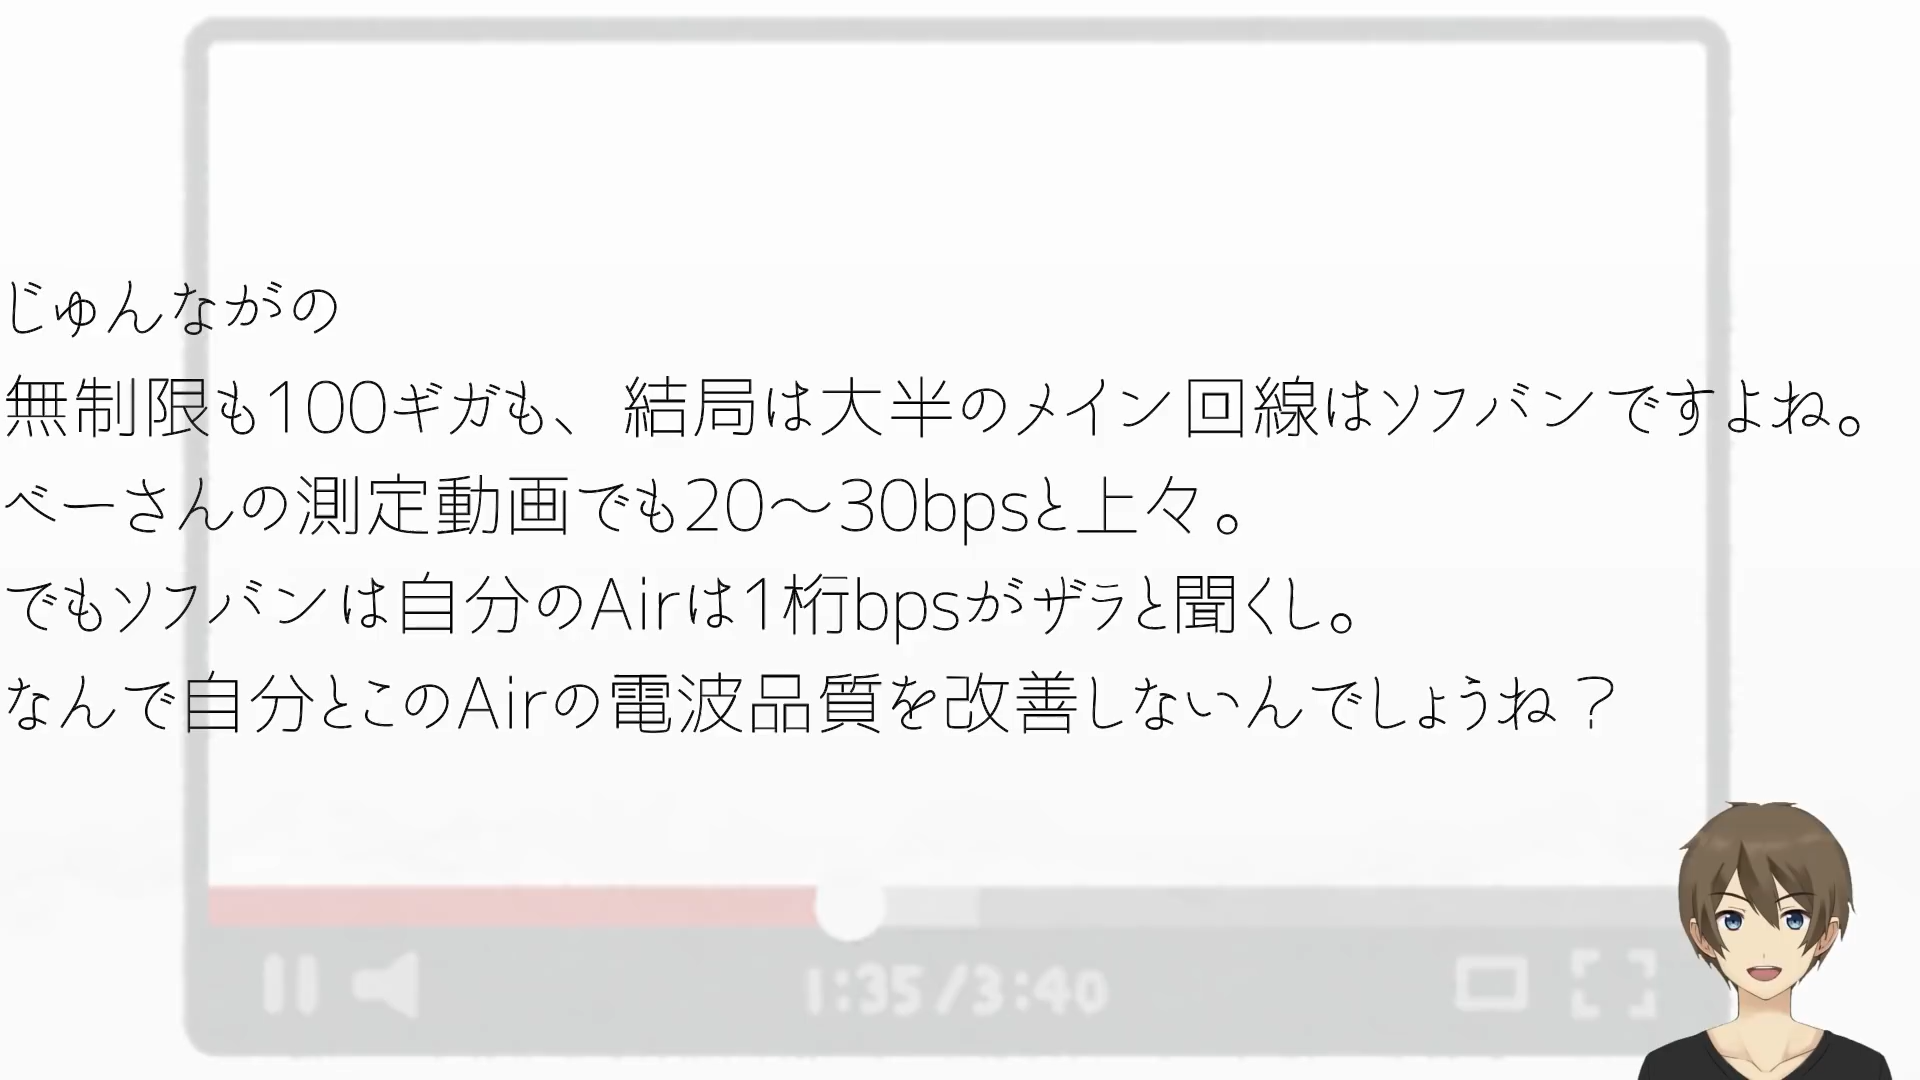 じゅんながの
無制限も100ギガも、結局は大半のメイン回線はソフバンですよね。
べーさんの測定動画でも20～30bpsと上々。
でもソフバンは自分のAirは1桁bpsがザラと聞くし。
なんで自分とこのAirの電波品質を改善しないんでしょうね？
1:35/3:40